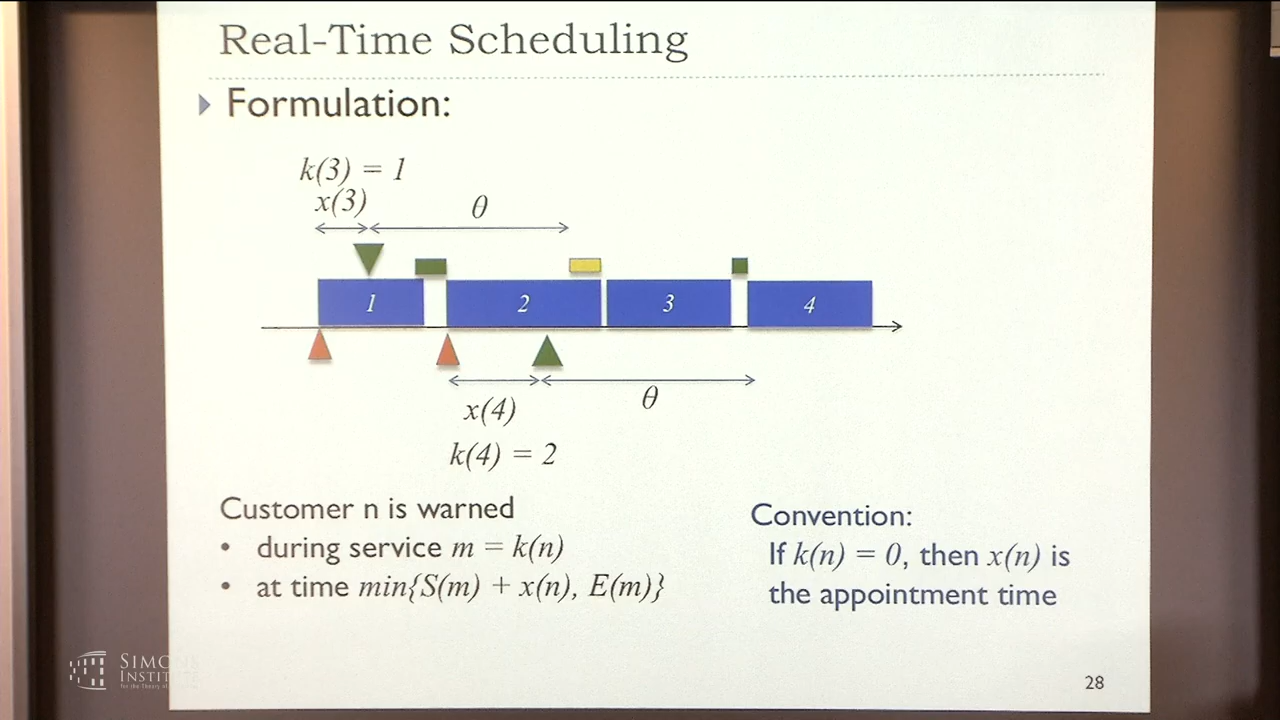 Real-Time Scheduling
Formulation:
k(3) = 1
x(3)
θ
1
2
3
4
x(4)
θ
k(4) = 2
Customer n is warned
• during service m = k(n)
• at time min{S(m) + x(n), E(m)}
Convention:
If k(n) = 0, then x(n) is
the appointment time
28